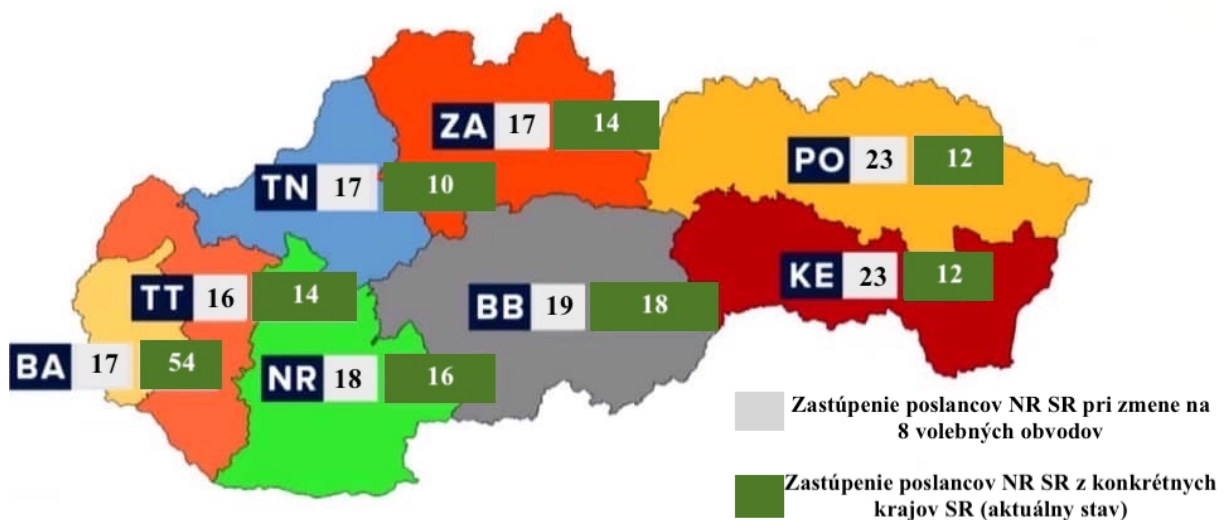 ZA 17 14
PO 23 12
TN 17 10
KE 23 12
TT 16 14
BB 19 18
BA 17 54
NR 18 16
Zastúpenie poslancov NR SR pri zmene na
8 volebných obvodov
Zastúpenie poslancov NR SR z konkrétnych
krajov SR (aktuálny stav)